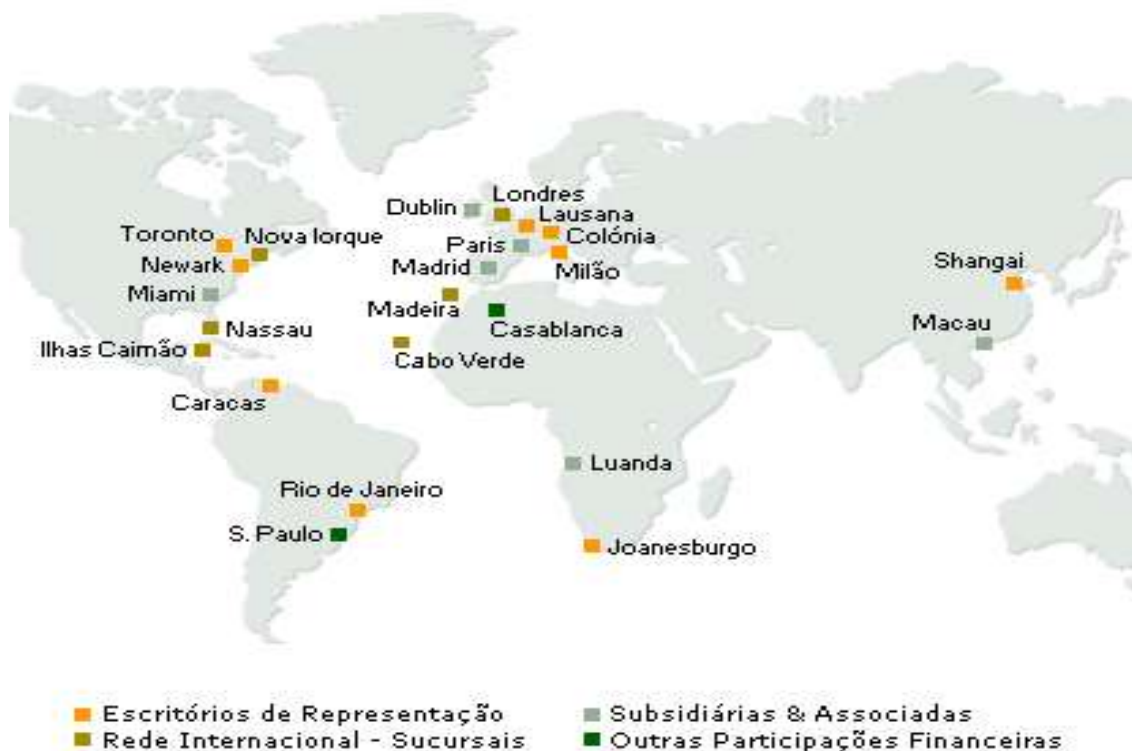 Londres
Dublin
Lausana
Toronto
Nova Iorque
Paris
Colónia
Newark
Madrid
Milão
Shangai
Miami
Madeira
Casablanca
Nassau
Macau
Ilhas Caimão
Cabo Verde
Caracas
Luanda
Rio de Janeiro
S. Paulo
Joanesburgo
Escritórios de Representação
Subsidiárias & Associadas
Rede Internacional - Sucursais
Outras Participações Financeiras